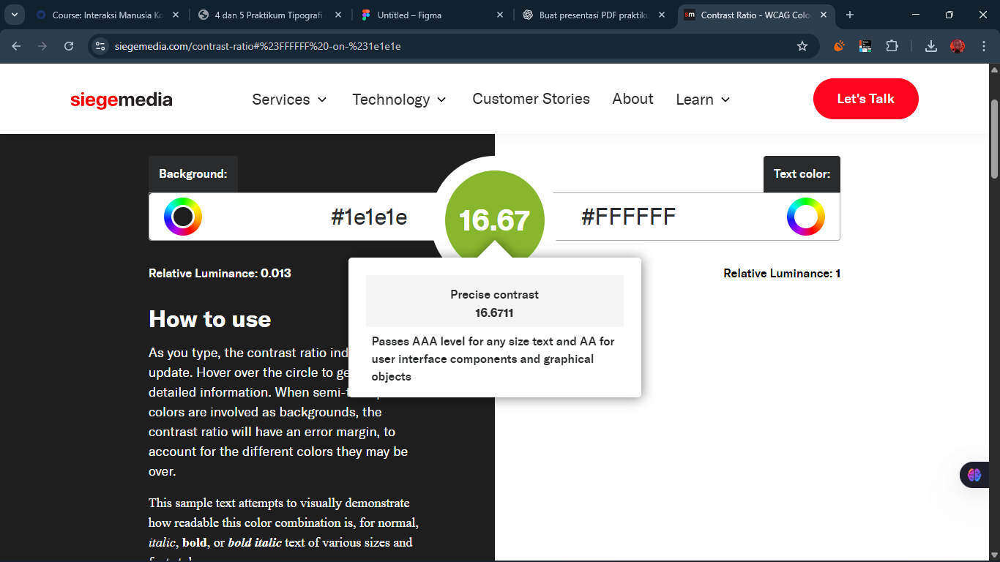 Course: Interaksi Manusia Ko
4 dan 5 Praktikum Tipografi
Untitled – Figma
Buat presentasi PDF praktiku
Contrast Ratio - WCAG Colo
siegemedia.com/contrast-ratio#%23FFFFFF%20-on-%231e1e1e
siegemedia
Services
Technology
Customer Stories
About
Learn
Let's Talk
Background:
Text color:
#1e1e1e
16.67
#FFFFFF
Relative Luminance: 0.013
Relative Luminance: 1
Precise contrast
16.6711
Passes AAA level for any size text and AA for
user interface components and graphical
objects
How to use
As you type, the contrast ratio ind
update. Hover over the circle to ge
detailed information. When semi-t
colors are involved as backgrounds, the
contrast ratio will have an error margin, to
account for the different colors they may be
over.
This sample text attempts to visually demonstrate
how readable this color combination is, for normal,
italic, bold, or bold italic text of various sizes and